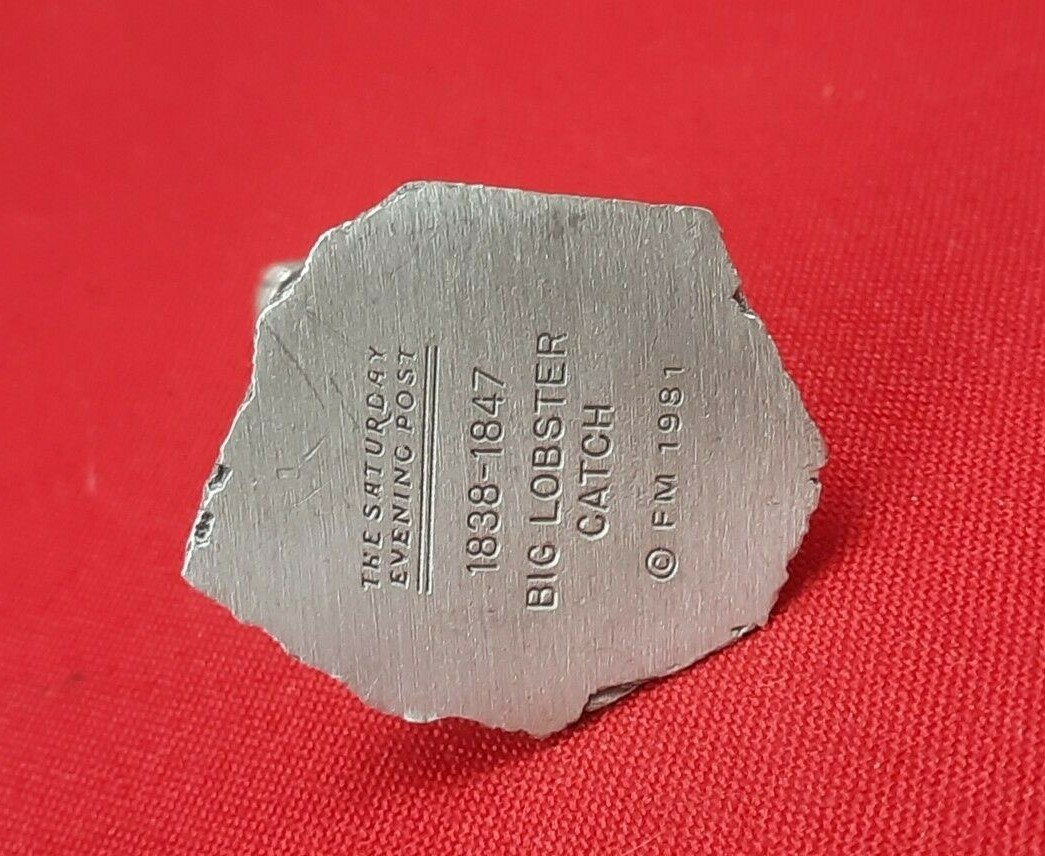 THE SATURDAY
EVENING POST
1838-1847
BIG LOBSTER
CATCH
© FM 1981